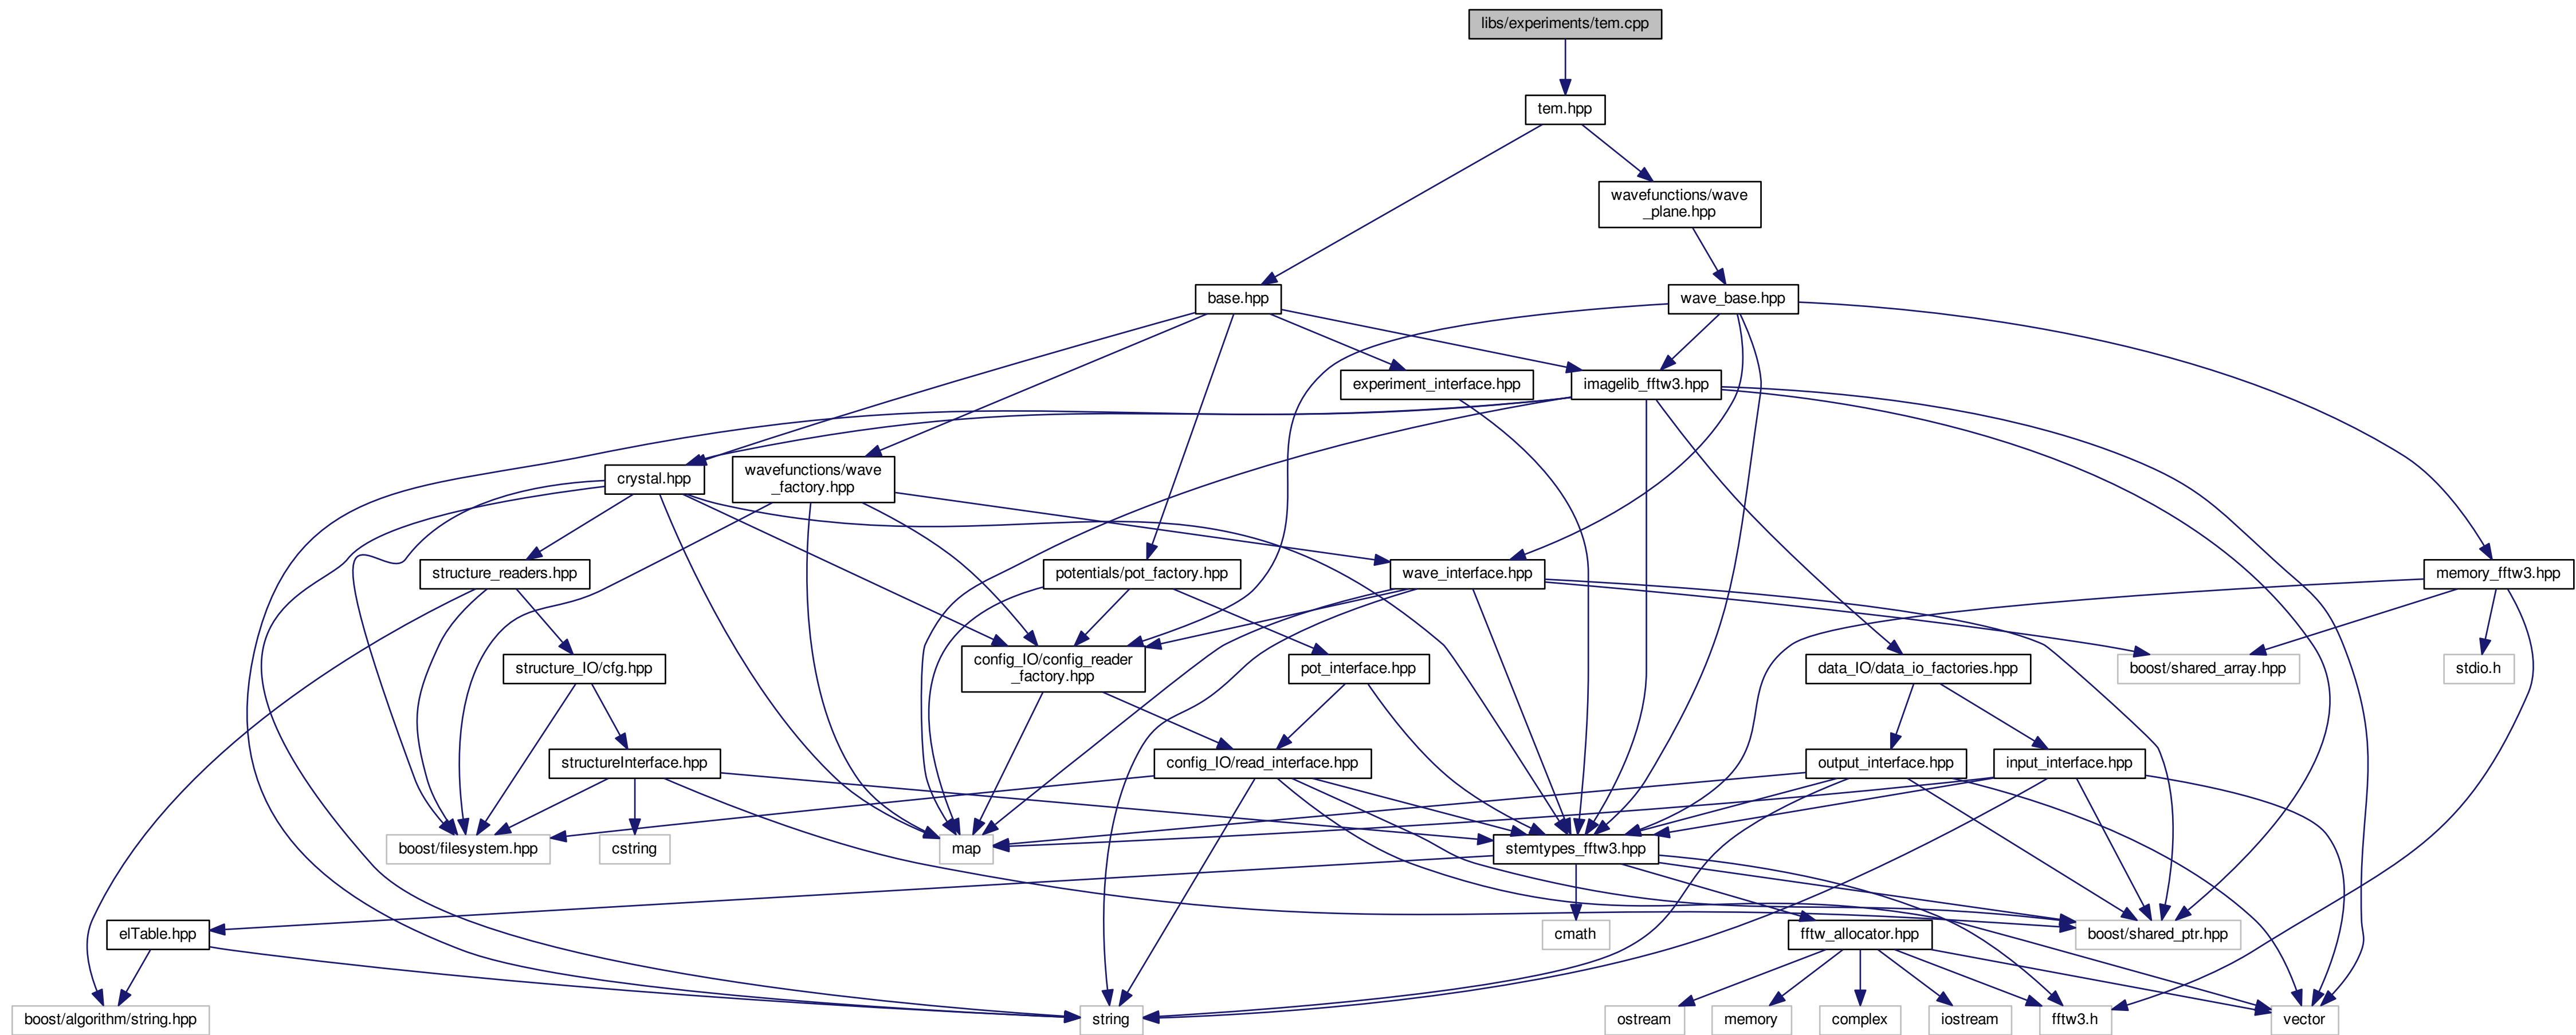 libs/experiments/tem.cpp
tem.hpp
wavefunctions/wave
_plane.hpp
base.hpp
wave_base.hpp
experiment_interface.hpp
imagelib_fftw3.hpp
crystal.hpp
wavefunctions/wave
_factory.hpp
structure_readers.hpp
potentials/pot_factory.hpp
wave_interface.hpp
memory_fftw3.hpp
structure_IO/cfg.hpp
config_IO/config_reader
_factory.hpp
pot_interface.hpp
data_IO/data_io_factories.hpp
boost/shared_array.hpp
stdio.h
structureInterface.hpp
config_IO/read_interface.hpp
output_interface.hpp
input_interface.hpp
boost/filesystem.hpp
cstring
map
stemtypes_fftw3.hpp
elTable.hpp
cmath
fftw_allocator.hpp
boost/shared_ptr.hpp
boost/algorithm/string.hpp
string
ostream
memory
complex
iostream
fftw3.h
vector